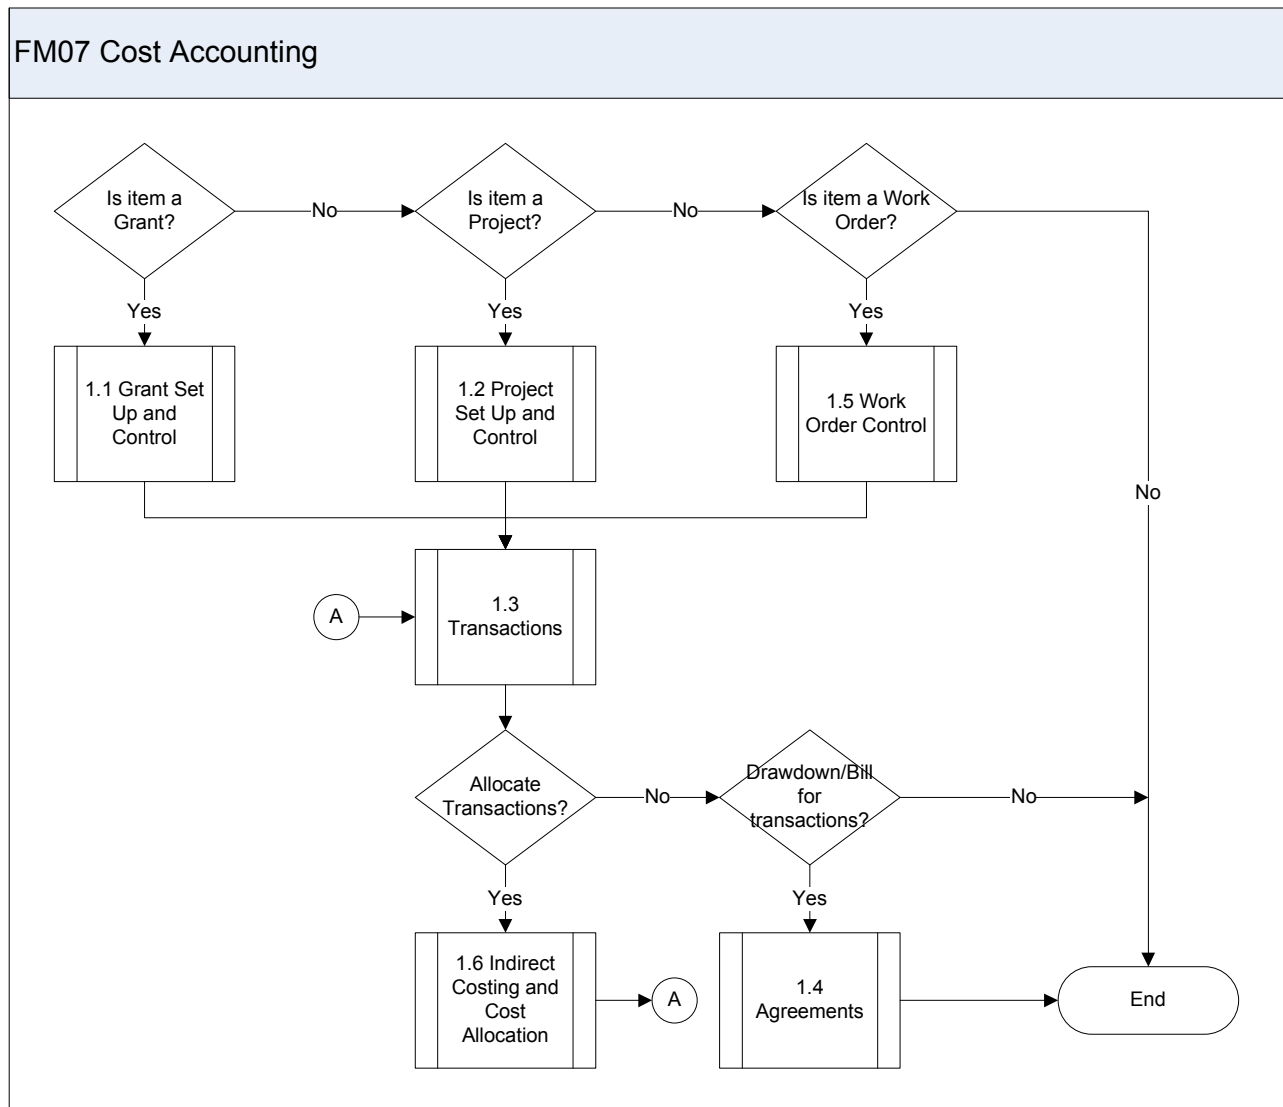 FM07 Cost Accounting
Is item a
Grant?
No
Is item a
Project?
No
Is item a Work
Order?
Yes
Yes
Yes
1.1 Grant Set
Up and
Control
1.2 Project
Set Up and
Control
1.5 Work
Order Control
No
A
1.3
Transactions
Allocate
Transactions?
No
Drawdown/Bill
for
transactions?
No
Yes
Yes
1.6 Indirect
Costing and
Cost
Allocation
A
1.4
Agreements
End